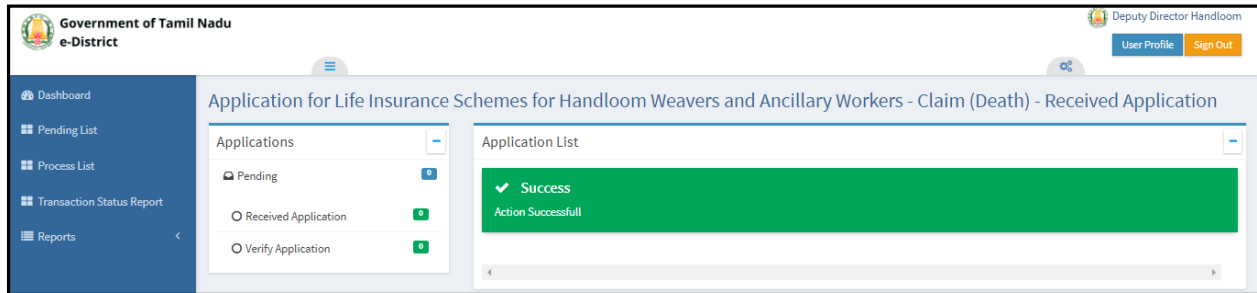 Government of Tamil Nadu
e-District
Deputy Director Handloom
User Profile
Sign Out
Dashboard
Pending List
Process List
Transaction Status Report
Reports
Application for Life Insurance Schemes for Handloom Weavers and Ancillary Workers - Claim (Death) - Received Application
Applications
Pending 0
Received Application 0
Verify Application 0
Application List
Success
Action Successfull